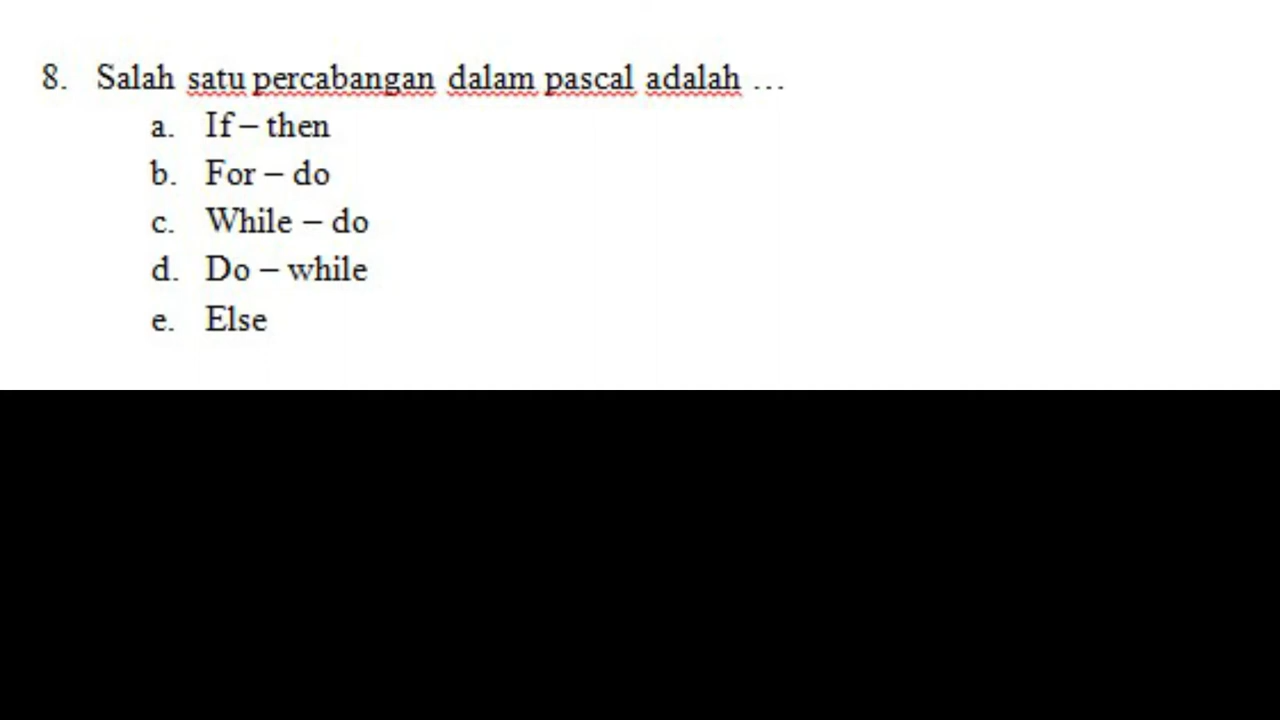 8. Salah satu percabangan dalam pascal adalah …
a. If – then
b. For – do
c. While – do
d. Do – while
e. Else